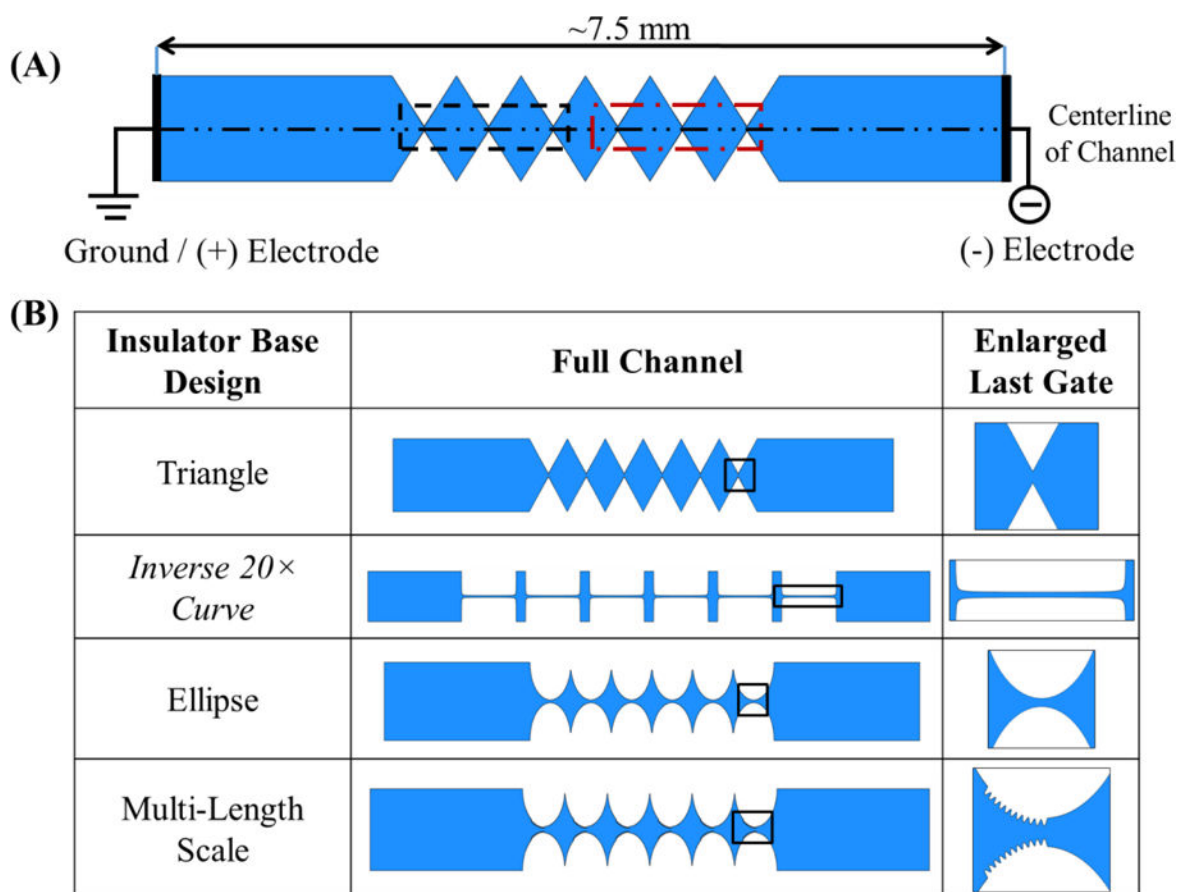 (A)
~7.5 mm
Centerline
of Channel
Ground / (+) Electrode
(-) Electrode
(B)
Insulator Base
Design
Full Channel
Enlarged
Last Gate
Triangle
Inverse 20×
Curve
Ellipse
Multi-Length
Scale